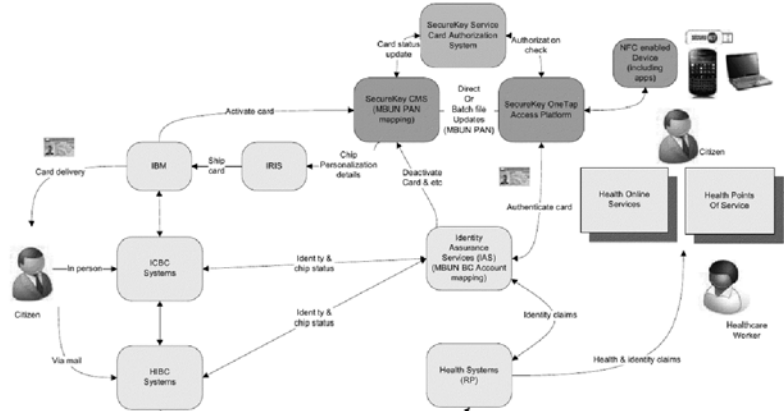 SecureKey Service
Card Authorization
System
Card status
update
Authorization
check
NFC enabled
Device
(including
apps)
SecureKey CMS
(MBUN PAN
mapping)
Direct
Or
Batch file
Updates
(MBUN PAN)
SecureKey OneTap
Access Platform
Activate card
Citizen
IBM
Ship
card
IRIS
Chip
Personalization
details
Card delivery
Deactivate
Card & etc
Authenticate card
Health Online
Services
Health Points
Of Service
ICBC
Systems
In person
Identity &
chip status
Identity
Assurance
Services (IAS)
(MBUN BC Account
mapping)
Citizen
Identity &
chip status
Identity claims
Healthcare
Worker
Via mail
HIBC
Systems
Health Systems
(RP)
Health & identity claims